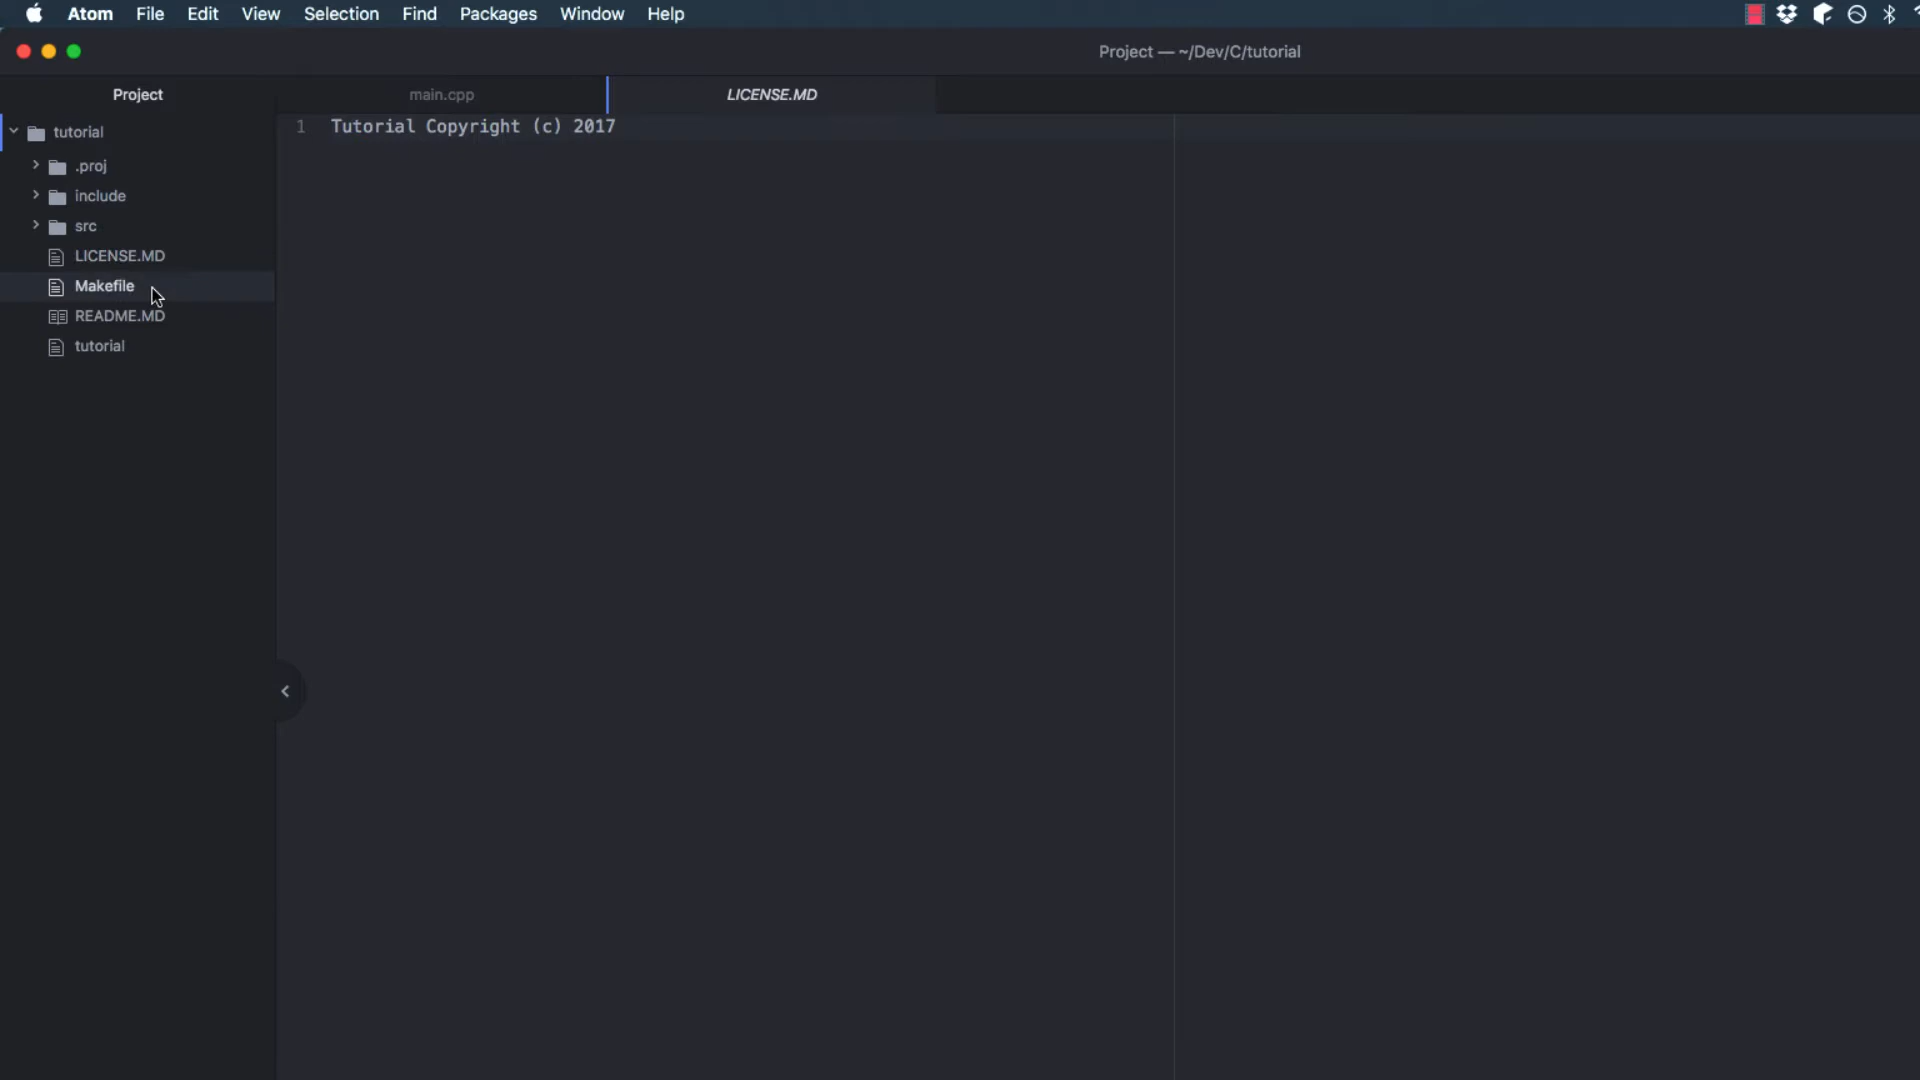 Atom File Edit View Selection Find Packages Window Help
Project — ~/Dev/C/tutorial
Project
main.cpp
LICENSE.MD
tutorial
.proj
include
src
LICENSE.MD
Makefile
README.MD
tutorial
1 Tutorial Copyright (c) 2017